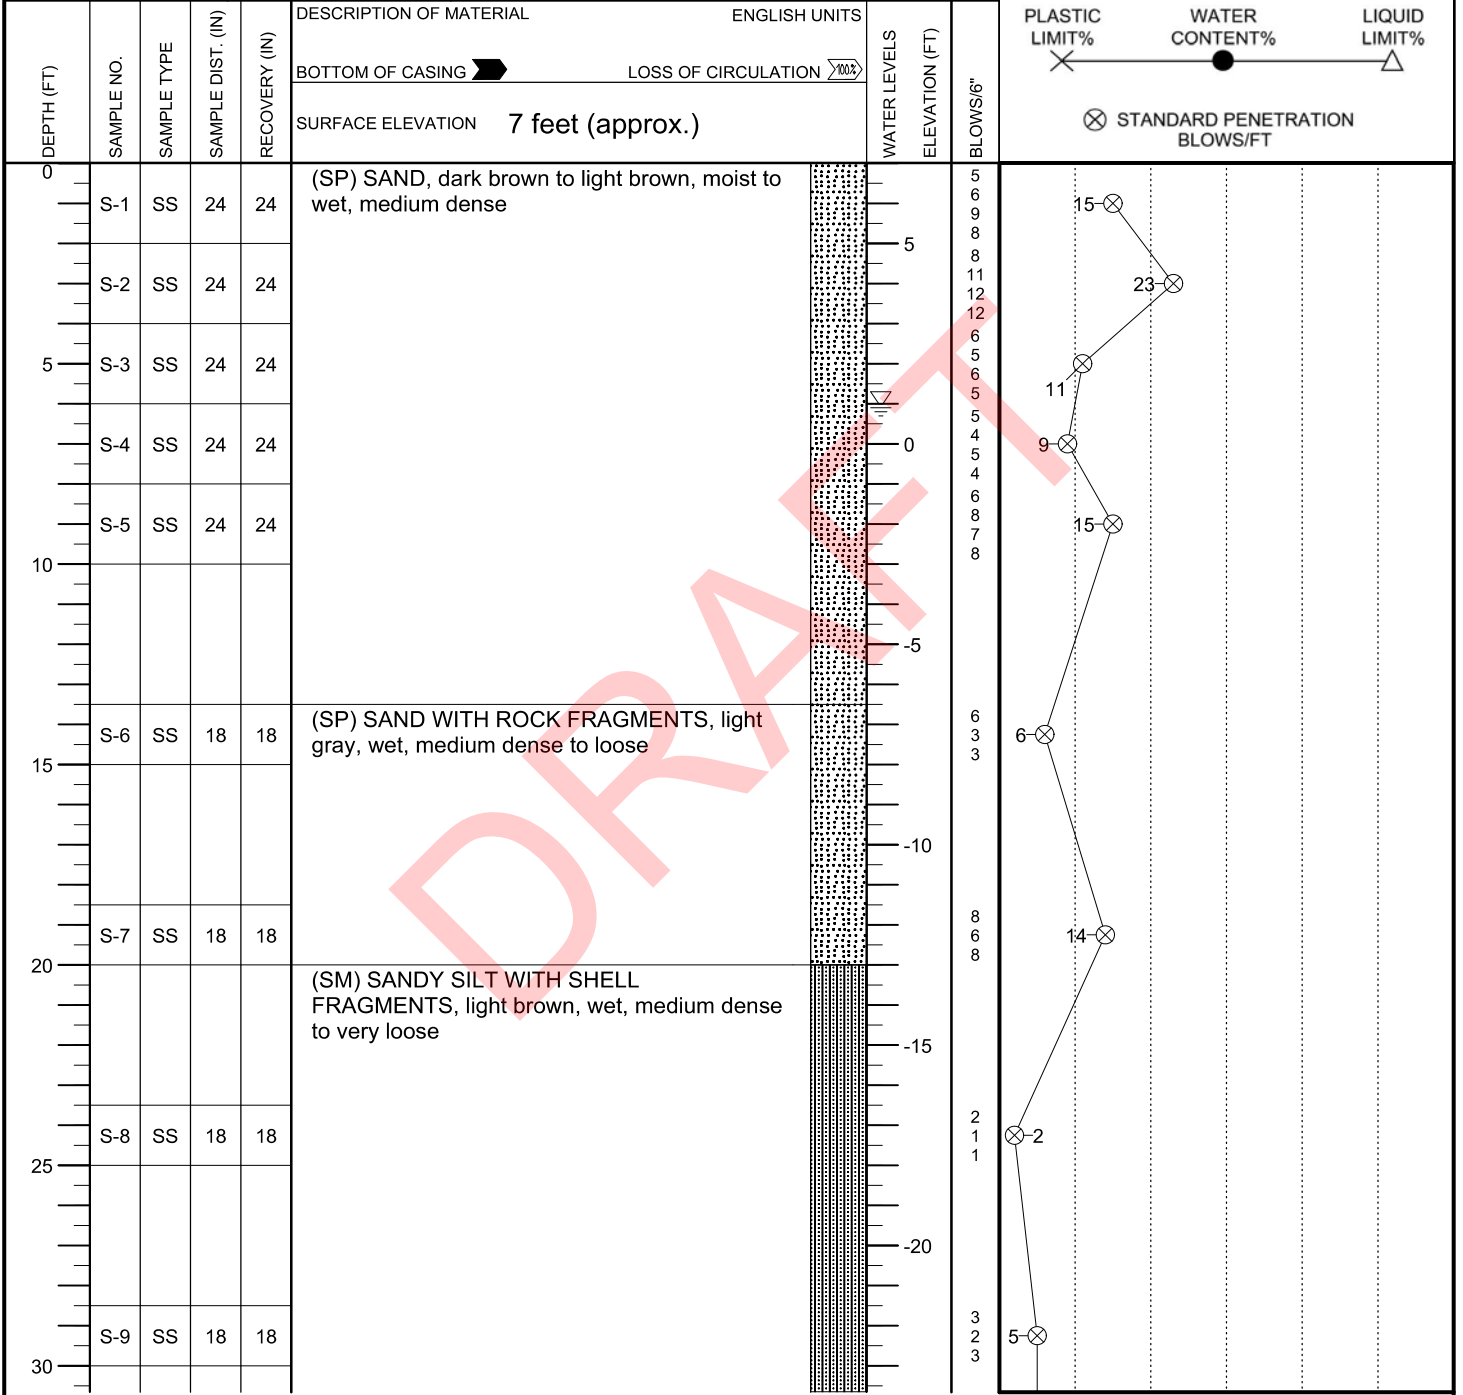 DEPTH (FT)
SAMPLE NO.
SAMPLE TYPE
SAMPLE DIST. (IN)
RECOVERY (IN)
DESCRIPTION OF MATERIAL ENGLISH UNITS
BOTTOM OF CASING LOSS OF CIRCULATION 100%
SURFACE ELEVATION 7 feet (approx.)
WATER LEVELS
ELEVATION (FT)
BLOWS/6"
PLASTIC LIMIT%
WATER CONTENT%
LIQUID LIMIT%
STANDARD PENETRATION
BLOWS/FT
0
(SP) SAND, dark brown to light brown, moist to
wet, medium dense
S-1 SS 24 24
5
6
9
8
15
5
S-2 SS 24 24
8
11
12
12
23
5
S-3 SS 24 24
6
5
6
5
11
S-4 SS 24 24
0
5
4
5
4
9
S-5 SS 24 24
6
8
7
8
15
10
-5
(SP) SAND WITH ROCK FRAGMENTS, light
gray, wet, medium dense to loose
S-6 SS 18 18
6
3
3
6
15
-10
S-7 SS 18 18
8
6
8
14
20
(SM) SANDY SILT WITH SHELL
FRAGMENTS, light brown, wet, medium dense
to very loose
-15
S-8 SS 18 18
2
1
1
2
25
-20
S-9 SS 18 18
3
2
3
5
30
DRAFT